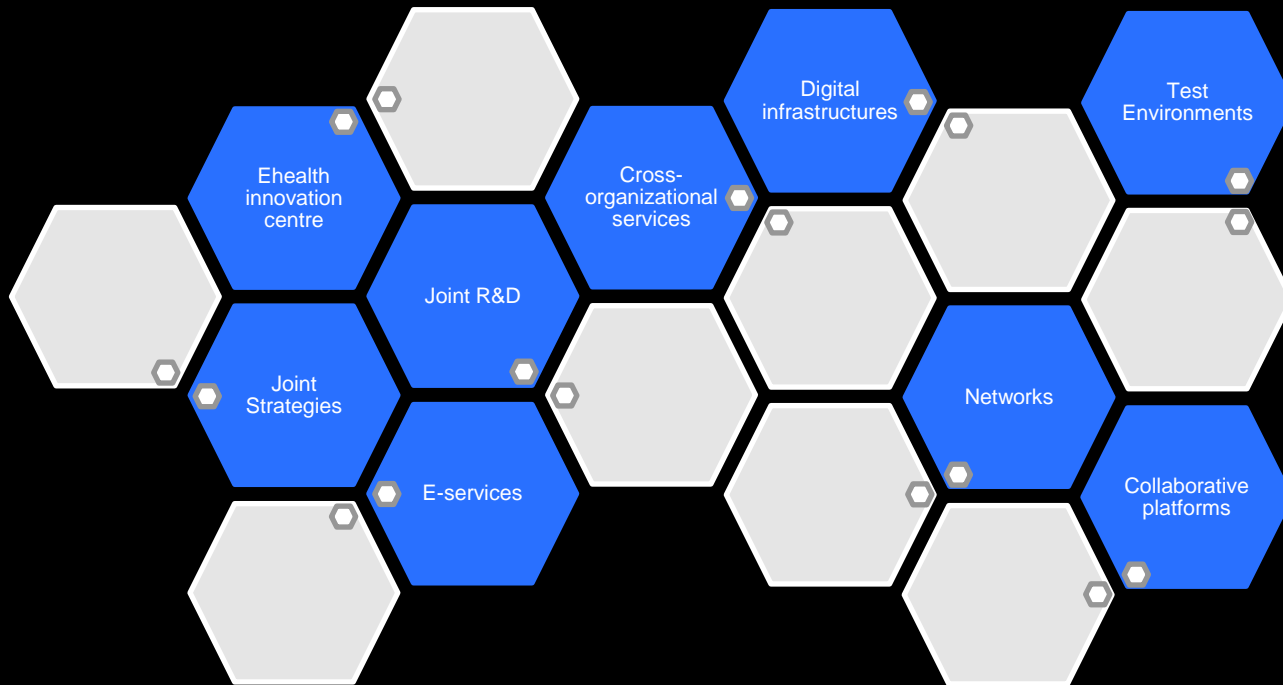 Digital
infrastructures
Test
Environments
Ehealth
innovation
centre
Cross-
organizational
services
Joint R&D
Joint
Strategies
Networks
E-services
Collaborative
platforms